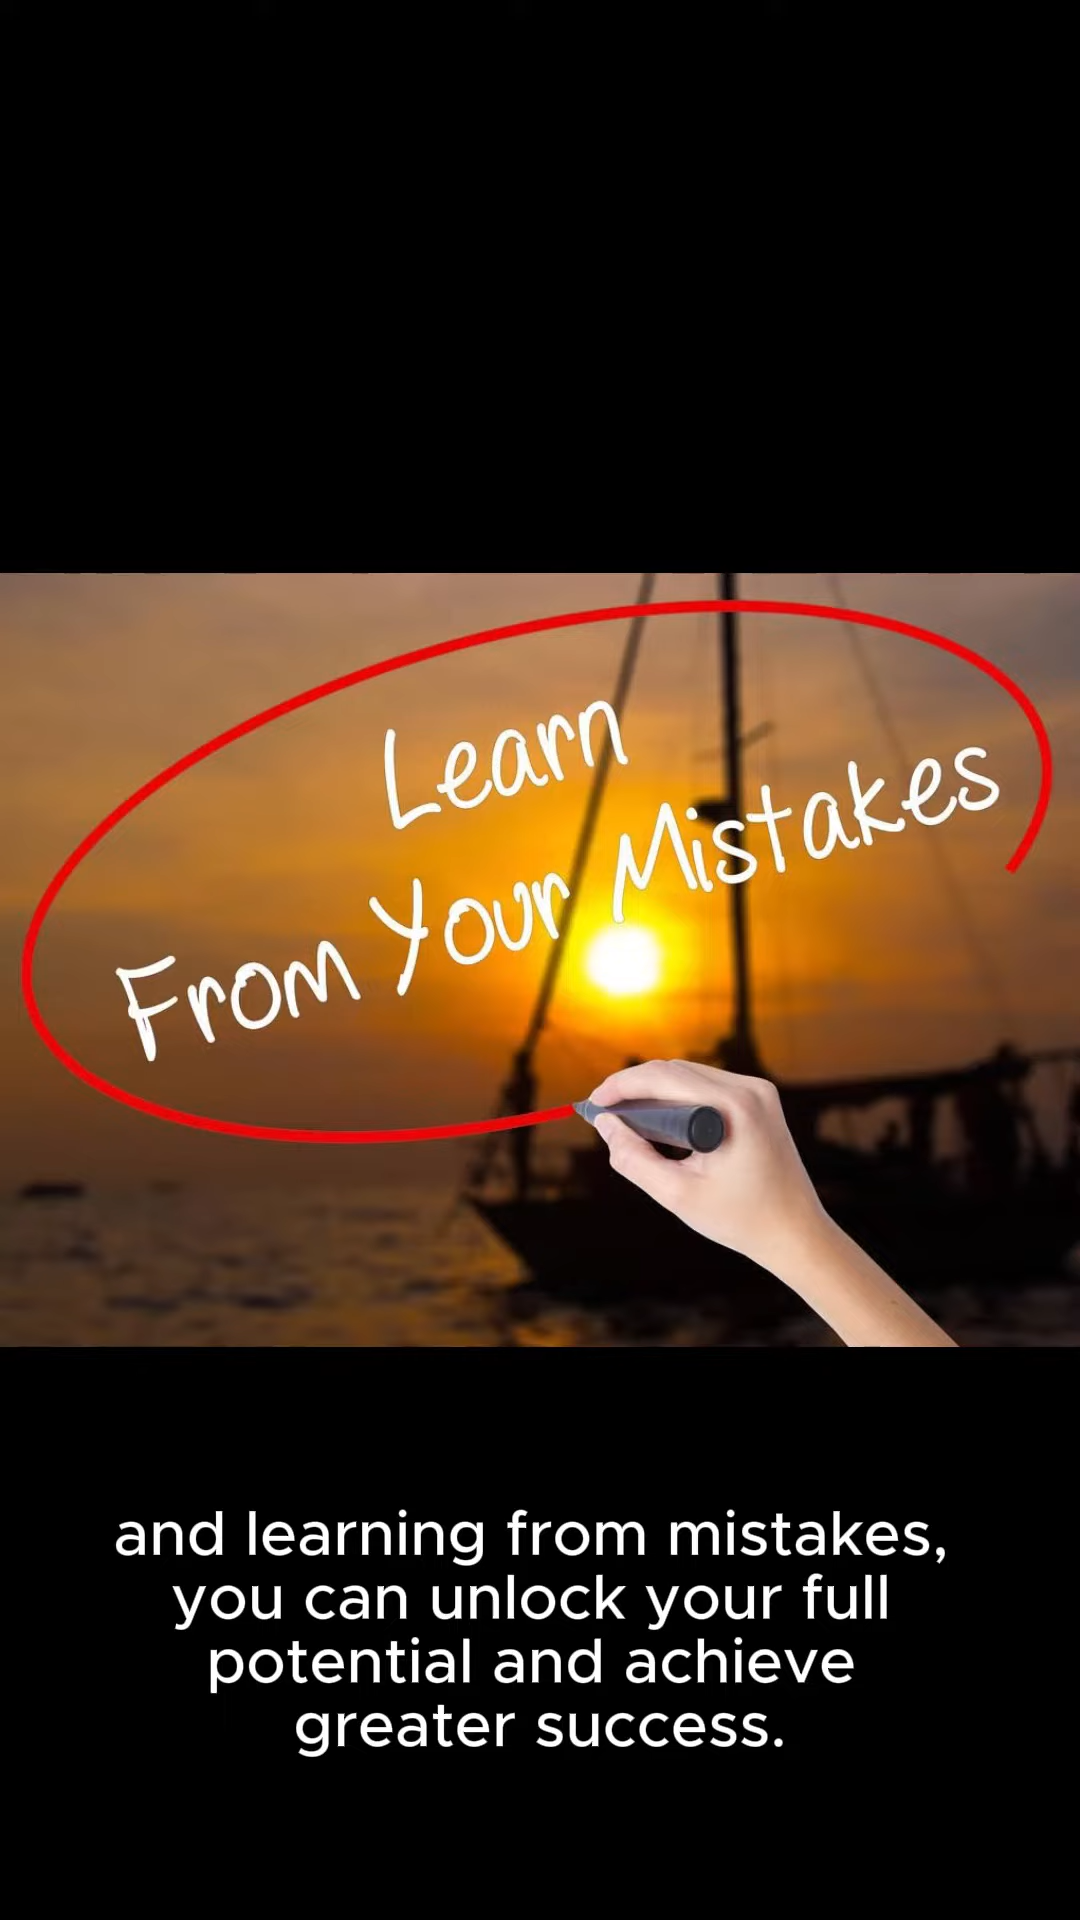 Learn
From Your Mistakes
and learning from mistakes,
you can unlock your full
potential and achieve
greater success.